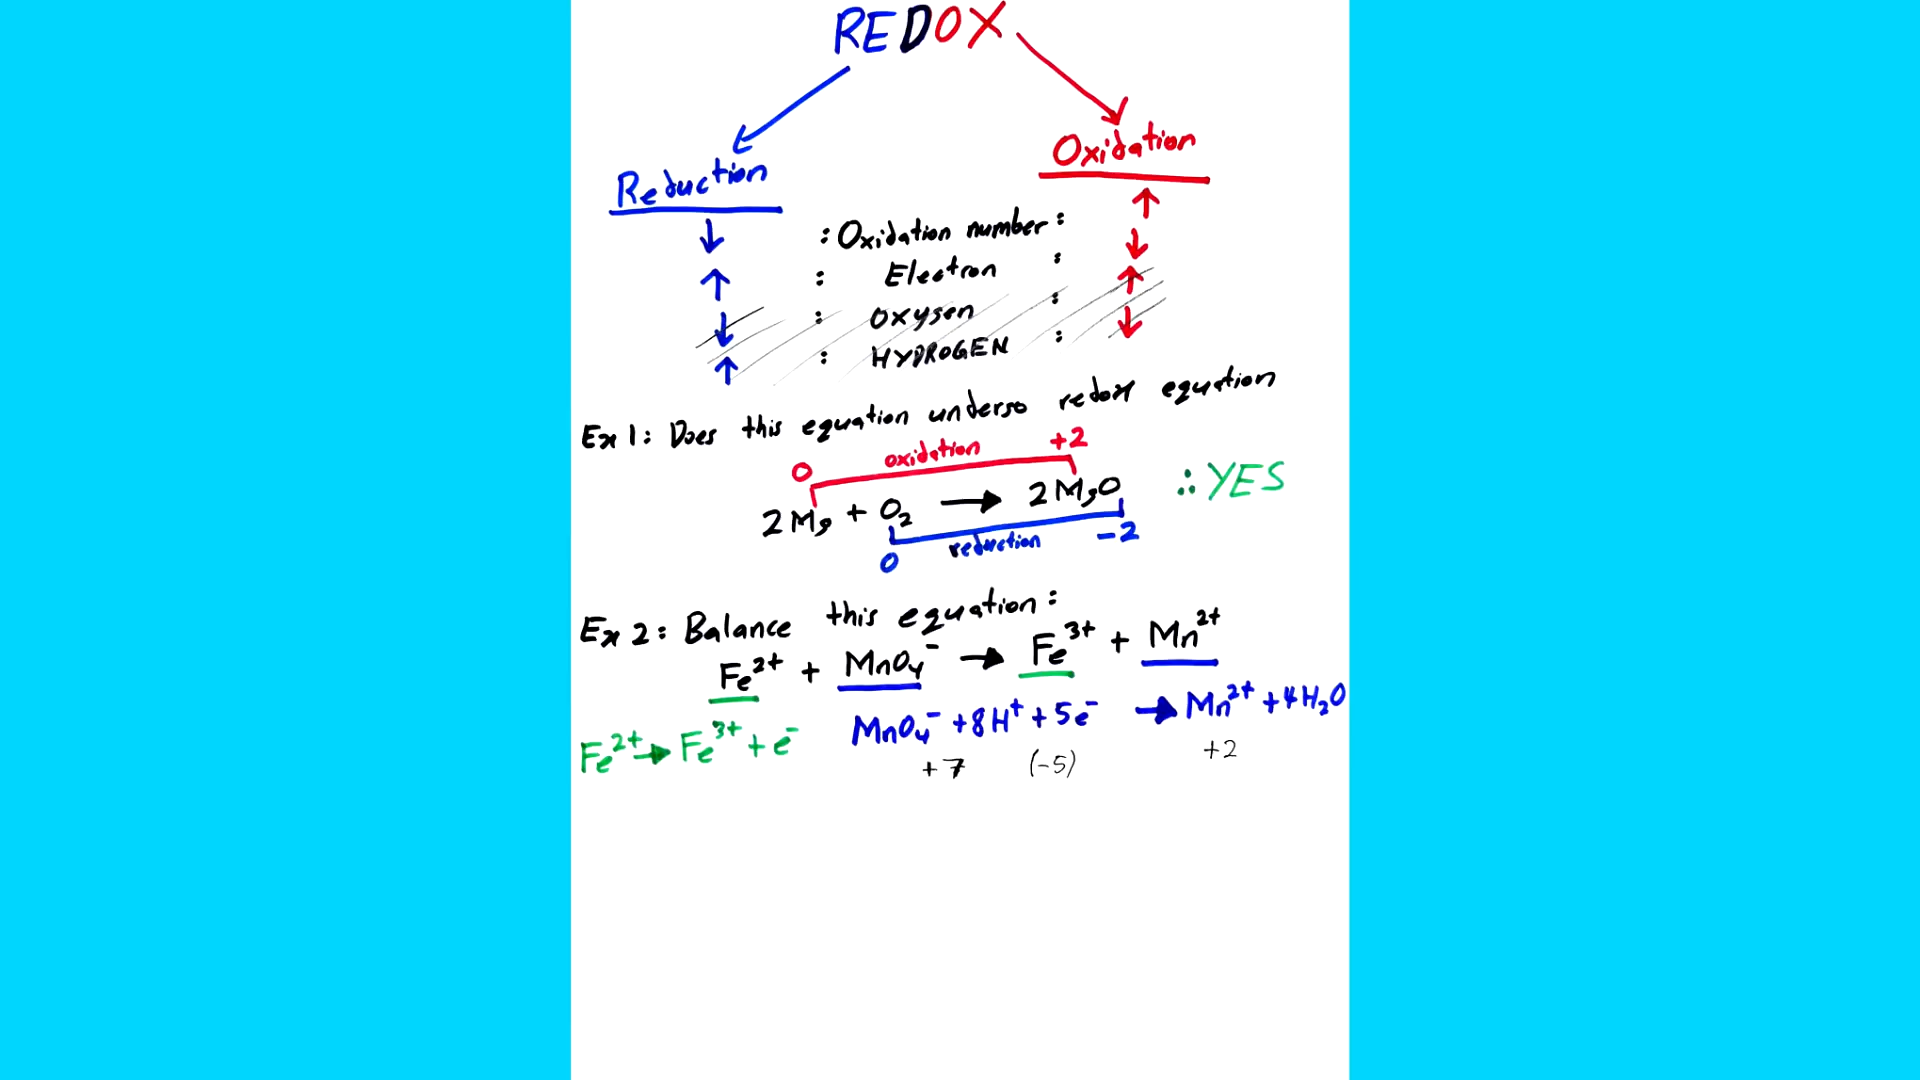 REDOX
Reduction
Oxidation
↓ : Oxidation number : ↑
↑ : Electron : ↓
↓ : Oxygen : ↑
↑ : HYDROGEN : ↓
Ex 1: Does this equation undergo redox equation
0 oxidation +2
2Mg + O₂ → 2MgO ∴ YES
0 reduction -2
Ex 2: Balance this equation:
Fe²⁺ + MnO₄⁻ → Fe³⁺ + Mn²⁺
Fe²⁺ → Fe³⁺ + e⁻
MnO₄⁻ + 8H⁺ + 5e⁻ → Mn²⁺ + 4H₂O
+7 (-5) +2